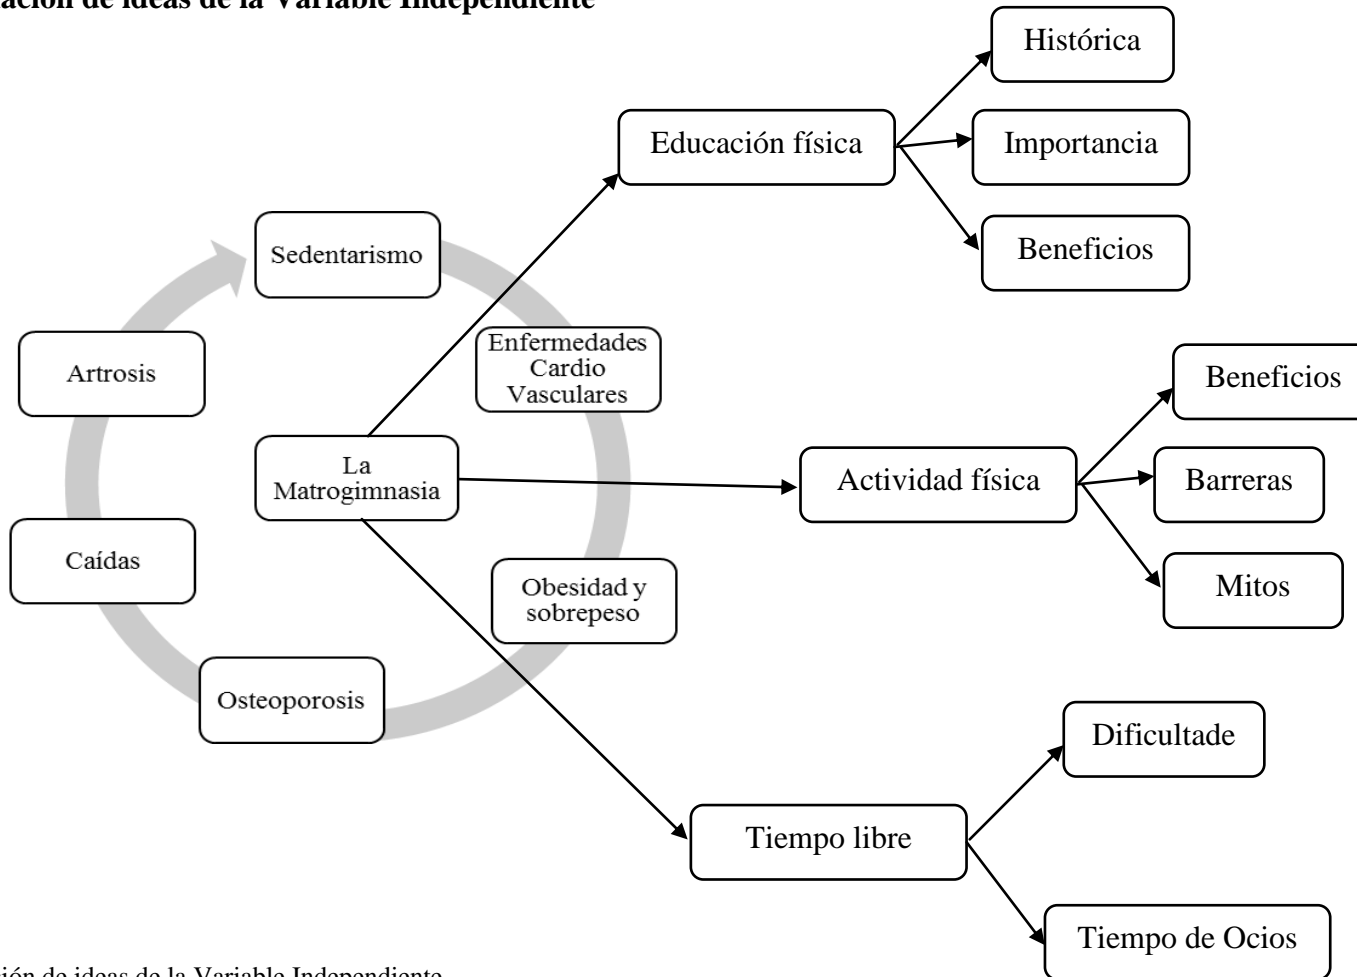 ación de ideas de la Variable Independiente
Histórica
Educación física
Importancia
Beneficios
Sedentarismo
Enfermedades
Cardio
Vasculares
Artrosis
La
Matrogimnasia
Caídas
Obesidad y
sobrepeso
Osteoporosis
Beneficios
Actividad física
Barreras
Mitos
Dificultade
Tiempo libre
Tiempo de Ocios
ión de ideas de la Variable Independiente